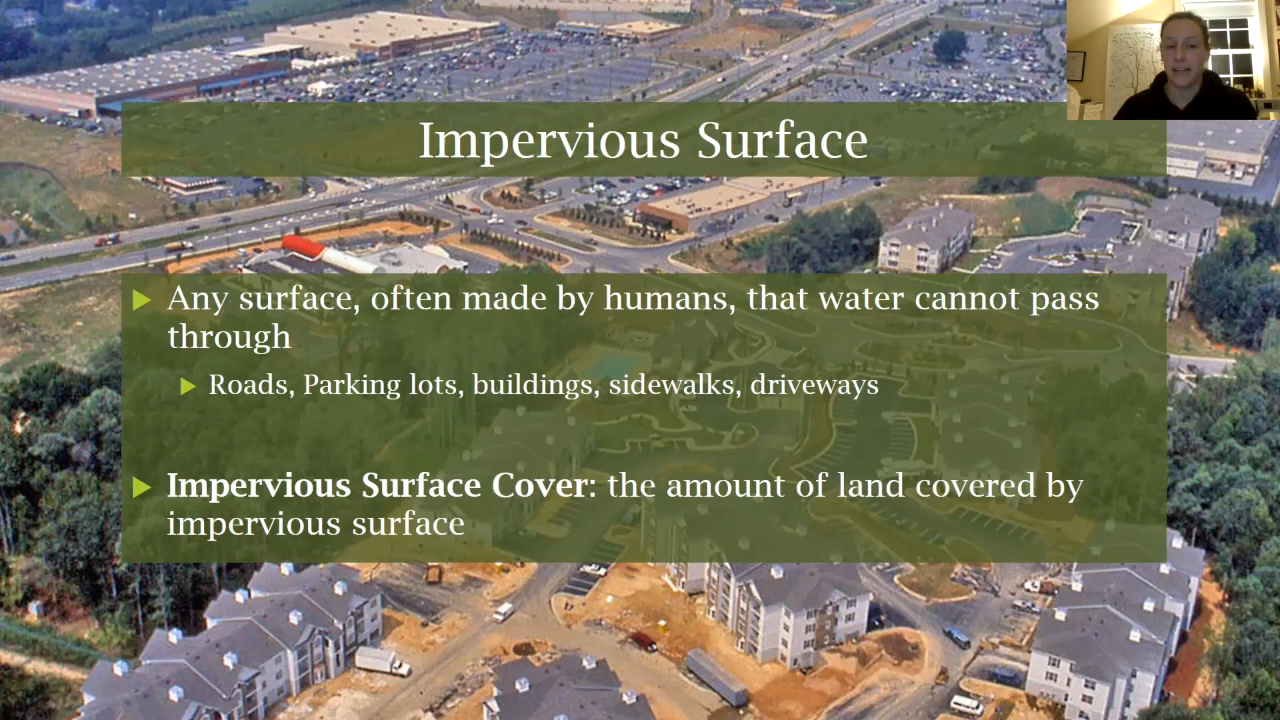 Impervious Surface
Any surface, often made by humans, that water cannot pass
through
Roads, Parking lots, buildings, sidewalks, driveways
Impervious Surface Cover: the amount of land covered by
impervious surface